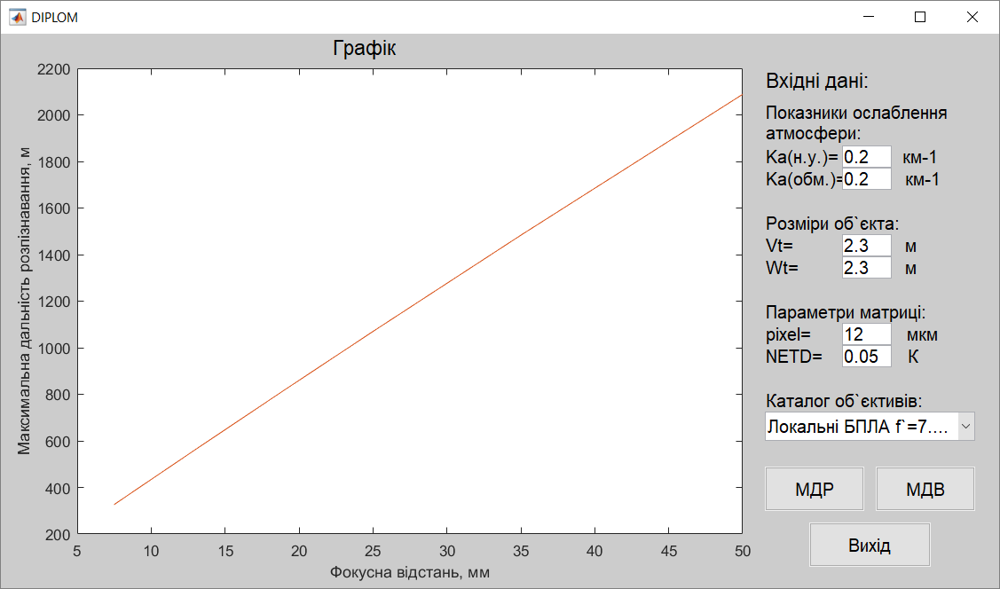 DIPLOM
Графік
2200
2000
1800
1600
1400
1200
1000
800
600
400
200
Максимальна дальність розпізнавання, м
5 10 15 20 25 30 35 40 45 50
Фокусна відстань, мм
Вхідні дані:
Показники ослаблення
атмосфери:
Ka(н.у.)= 0.2 км-1
Ka(обм.)= 0.2 км-1
Розміри об`єкта:
Vt= 2.3 м
Wt= 2.3 м
Параметри матриці:
pixel= 12 мкм
NETD= 0.05 К
Каталог об`єктивів:
Локальні БПЛА f`=7....
МДР МДВ
Вихід